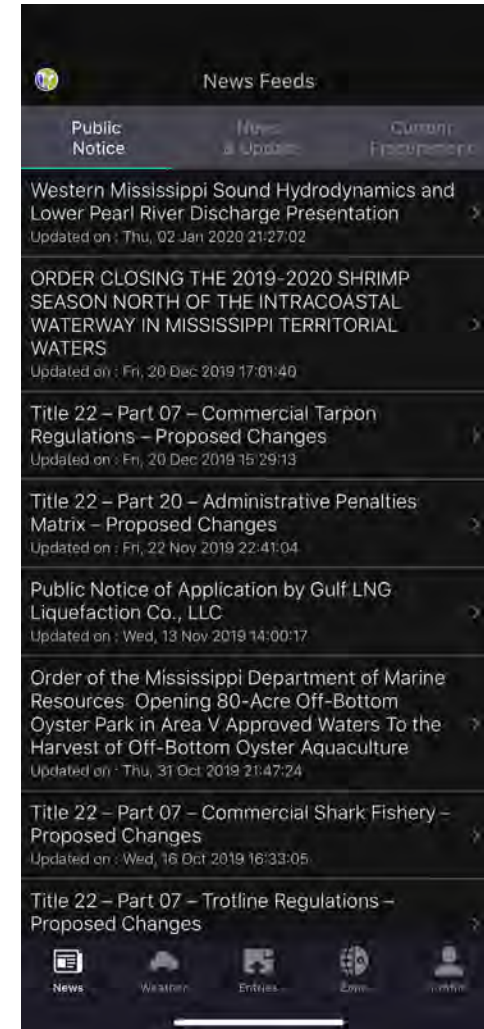 News Feeds
Public
Notice
News
& Update
Current
Procurement
Western Mississippi Sound Hydrodynamics and
Lower Pearl River Discharge Presentation
Updated on : Thu, 02 Jan 2020 21:27:02
ORDER CLOSING THE 2019-2020 SHRIMP
SEASON NORTH OF THE INTRACOASTAL
WATERWAY IN MISSISSIPPI TERRITORIAL
WATERS
Updated on : Fri, 20 Dec 2019 17:01:40
Title 22 – Part 07 – Commercial Tarpon
Regulations – Proposed Changes
Updated on : Fri, 20 Dec 2019 15:29:13
Title 22 – Part 20 – Administrative Penalties
Matrix – Proposed Changes
Updated on : Fri, 22 Nov 2019 22:41:04
Public Notice of Application by Gulf LNG
Liquefaction Co., LLC
Updated on : Wed, 13 Nov 2019 14:00:17
Order of the Mississippi Department of Marine
Resources Opening 80-Acre Off-Bottom
Oyster Park in Area V Approved Waters To the
Harvest of Off-Bottom Oyster Aquaculture
Updated on : Thu, 31 Oct 2019 21:47:24
Title 22 – Part 07 – Commercial Shark Fishery –
Proposed Changes
Updated on : Wed, 16 Oct 2019 16:33:05
Title 22 – Part 07 – Trotline Regulations –
Proposed Changes
News Weather Entries